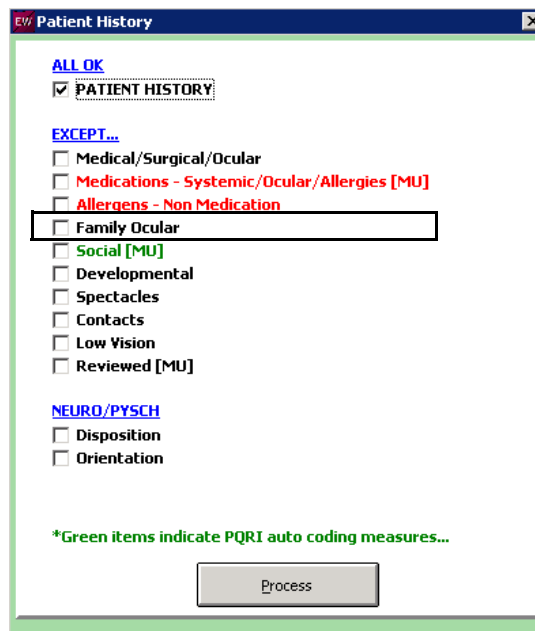 EW Patient History
ALL OK
PATIENT HISTORY
EXCEPT...
Medical/Surgical/Ocular
Medications - Systemic/Ocular/Allergies [MU]
Allergens - Non Medication
Family Ocular
Social [MU]
Developmental
Spectacles
Contacts
Low Vision
Reviewed [MU]
NEURO/PYSCH
Disposition
Orientation
*Green items indicate PQRI auto coding measures...
Process